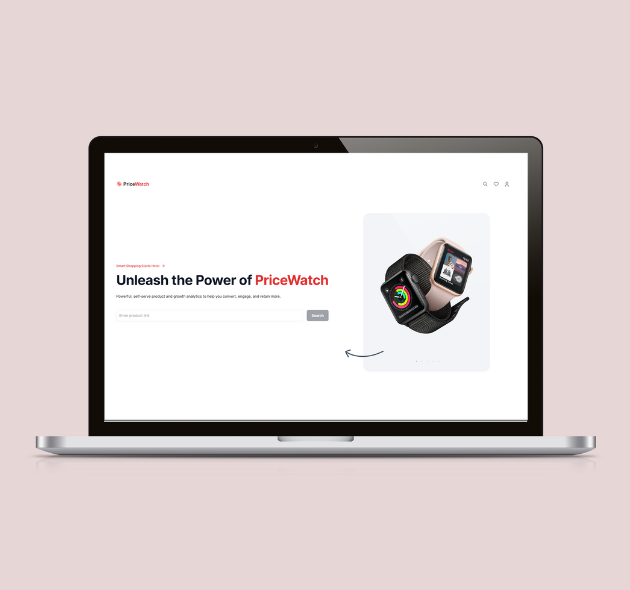 PriceWatch
Smart Shopping Starts Here
Unleash the Power of PriceWatch
Powerful, self-serve product and growth analytics to help you convert, engage, and retain more.
Enter product link
Search